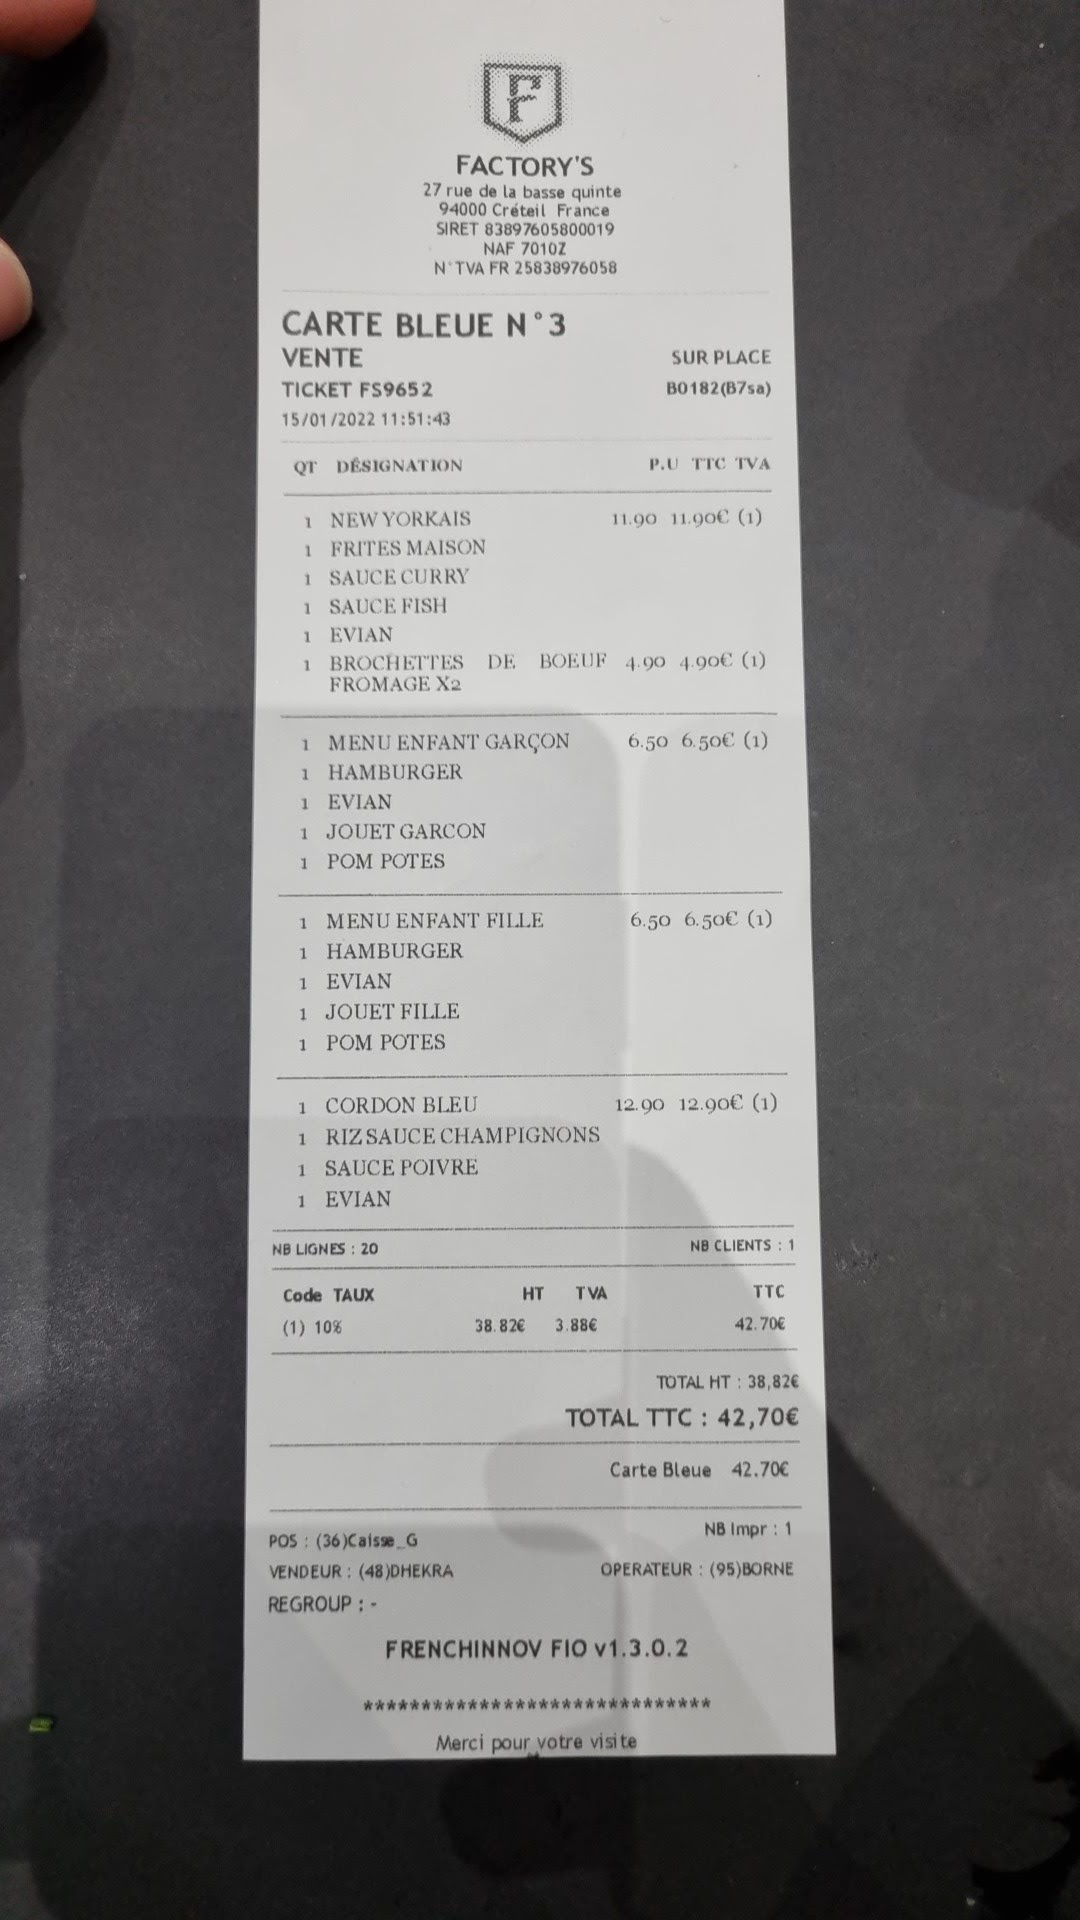 F
FACTORY'S
27 rue de la basse quinte
94000 Créteil France
SIRET 83897605800019
NAF 7010Z
N°TVA FR 25838976058
CARTE BLEUE N°3
VENTE SUR PLACE
TICKET FS9652 B0182(B7sa)
15/01/2022 11:51:43
QT DÉSIGNATION P.U TTC TVA
1 NEW YORKAIS 11.90 11.90€ (1)
1 FRITES MAISON
1 SAUCE CURRY
1 SAUCE FISH
1 EVIAN
1 BROCHETTES DE BOEUF 4.90 4.90€ (1)
FROMAGE X2
1 MENU ENFANT GARÇON 6.50 6.50€ (1)
1 HAMBURGER
1 EVIAN
1 JOUET GARCON
1 POM POTES
1 MENU ENFANT FILLE 6.50 6.50€ (1)
1 HAMBURGER
1 EVIAN
1 JOUET FILLE
1 POM POTES
1 CORDON BLEU 12.90 12.90€ (1)
1 RIZ SAUCE CHAMPIGNONS
1 SAUCE POIVRE
1 EVIAN
NB LIGNES : 20 NB CLIENTS : 1
Code TAUX HT TVA TTC
(1) 10% 38.82€ 3.88€ 42.70€
TOTAL HT : 38,82€
TOTAL TTC : 42,70€
Carte Bleue 42.70€
POS : (36)Caisse_G NB Impr : 1
VENDEUR : (48)DHEKRA OPERATEUR : (95)BORNE
REGROUP : -
FRENCHINNOV FIO v1.3.0.2
******************************
Merci pour votre visite